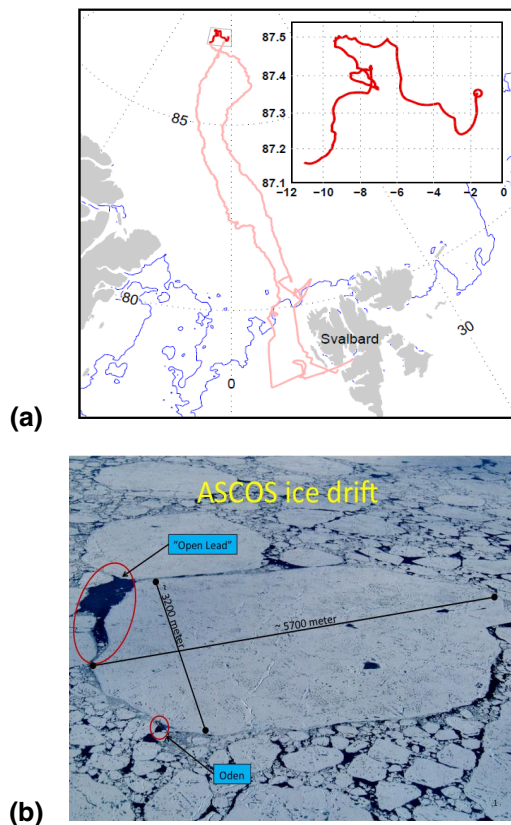 87.5
87.4
87.3
87.2
87.1
−12 −10 −8 −6 −4 −2 0
85
80
0
30
Svalbard
(a)
ASCOS ice drift
“Open Lead”
~ 3200 meter
~ 5700 meter
Oden
1
(b)